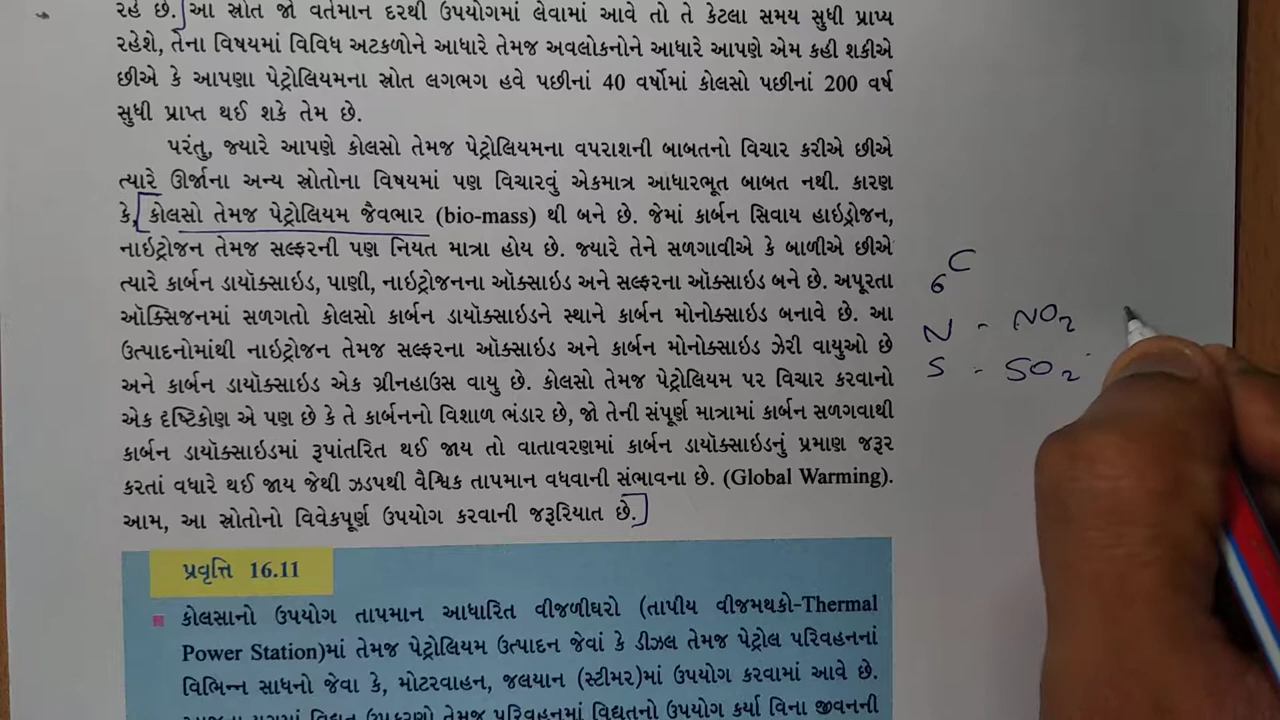 રહે છે. આ સ્રોત જો વર્તમાન દરથી ઉપયોગમાં લેવામાં આવે તો તે કેટલા સમય સુધી પ્રાપ્ય
રહેશે, તેના વિષયમાં વિવિધ અટકળોને આધારે તેમજ અવલોકનોને આધારે આપણે એમ કહી શકીએ
છીએ કે આપણા પેટ્રોલિયમના સ્રોત લગભગ હવે પછીનાં 40 વર્ષોમાં કોલસો પછીનાં 200 વર્ષ
સુધી પ્રાપ્ત થઈ શકે તેમ છે.
પરંતુ, જ્યારે આપણે કોલસો તેમજ પેટ્રોલિયમના વપરાશની બાબતનો વિચાર કરીએ છીએ
ત્યારે ઊર્જાના અન્ય સ્રોતોના વિષયમાં પણ વિચારવું એકમાત્ર આધારભૂત બાબત નથી. કારણ
કે, કોલસો તેમજ પેટ્રોલિયમ જૈવભાર (bio-mass) થી બને છે. જેમાં કાર્બન સિવાય હાઇડ્રોજન,
નાઇટ્રોજન તેમજ સલ્ફરની પણ નિયત માત્રા હોય છે. જ્યારે તેને સળગાવીએ કે બાળીએ છીએ
ત્યારે કાર્બન ડાયૉક્સાઇડ, પાણી, નાઇટ્રોજનના ઑક્સાઇડ અને સલ્ફરના ઑક્સાઇડ બને છે. અપૂરતા
ઑક્સિજનમાં સળગતો કોલસો કાર્બન ડાયૉક્સાઇડને સ્થાને કાર્બન મોનોક્સાઇડ બનાવે છે. આ
ઉત્પાદનોમાંથી નાઇટ્રોજન તેમજ સલ્ફરના ઑક્સાઇડ અને કાર્બન મોનોક્સાઇડ ઝેરી વાયુઓ છે
અને કાર્બન ડાયૉક્સાઇડ એક ગ્રીનહાઉસ વાયુ છે. કોલસો તેમજ પેટ્રોલિયમ પર વિચાર કરવાનો
એક દૃષ્ટિકોણ એ પણ છે કે તે કાર્બનનો વિશાળ ભંડાર છે, જો તેની સંપૂર્ણ માત્રામાં કાર્બન સળગવાથી
કાર્બન ડાયૉક્સાઇડમાં રૂપાંતરિત થઈ જાય તો વાતાવરણમાં કાર્બન ડાયૉક્સાઇડનું પ્રમાણ જરૂર
કરતાં વધારે થઈ જાય જેથી ઝડપથી વૈશ્વિક તાપમાન વધવાની સંભાવના છે. (Global Warming).
આમ, આ સ્રોતોનો વિવેકપૂર્ણ ઉપયોગ કરવાની જરૂરિયાત છે.
પ્રવૃત્તિ 16.11
કોલસાનો ઉપયોગ તાપમાન આધારિત વીજળીઘરો (તાપીય વીજમથકો-Thermal
Power Station)માં તેમજ પેટ્રોલિયમ ઉત્પાદન જેવાં કે ડીઝલ તેમજ પેટ્રોલ પરિવહનનાં
વિભિન્ન સાધનો જેવા કે, મોટરવાહન, જલયાન (સ્ટીમર)માં ઉપયોગ કરવામાં આવે છે.
6C
N - NO2
S - SO2